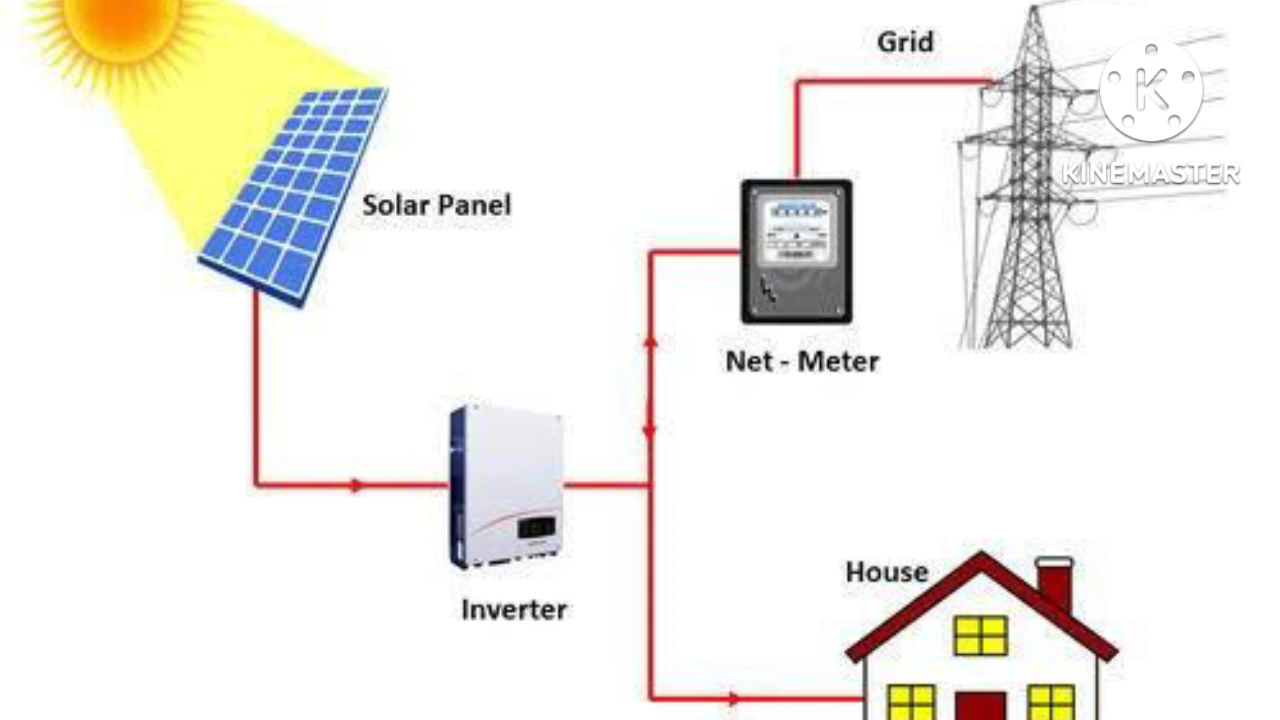 Grid
K
KINEMASTER
Solar Panel
Net - Meter
House
Inverter